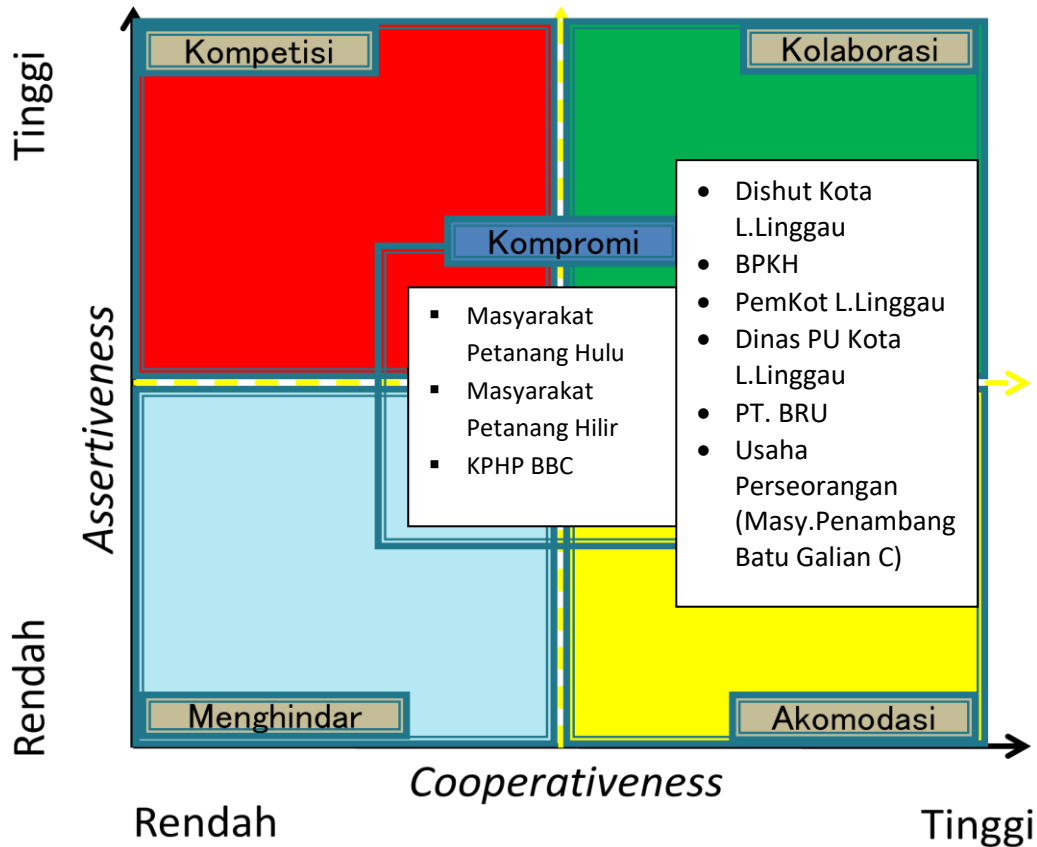 Tinggi
Kompetisi
Kolaborasi
Kompromi
• Dishut Kota
L.Linggau
• BPKH
• PemKot L.Linggau
• Dinas PU Kota
L.Linggau
• PT. BRU
• Usaha
Perseorangan
(Masy.Penambang
Batu Galian C)
▪ Masyarakat
Petanang Hulu
▪ Masyarakat
Petanang Hilir
▪ KPHP BBC
Assertiveness
Rendah
Menghindar
Akomodasi
Cooperativeness
Rendah
Tinggi